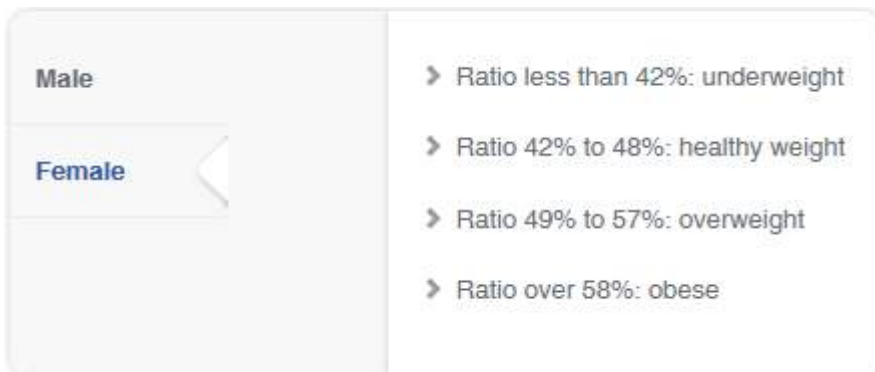 Male
Female
Ratio less than 42%: underweight
Ratio 42% to 48%: healthy weight
Ratio 49% to 57%: overweight
Ratio over 58%: obese